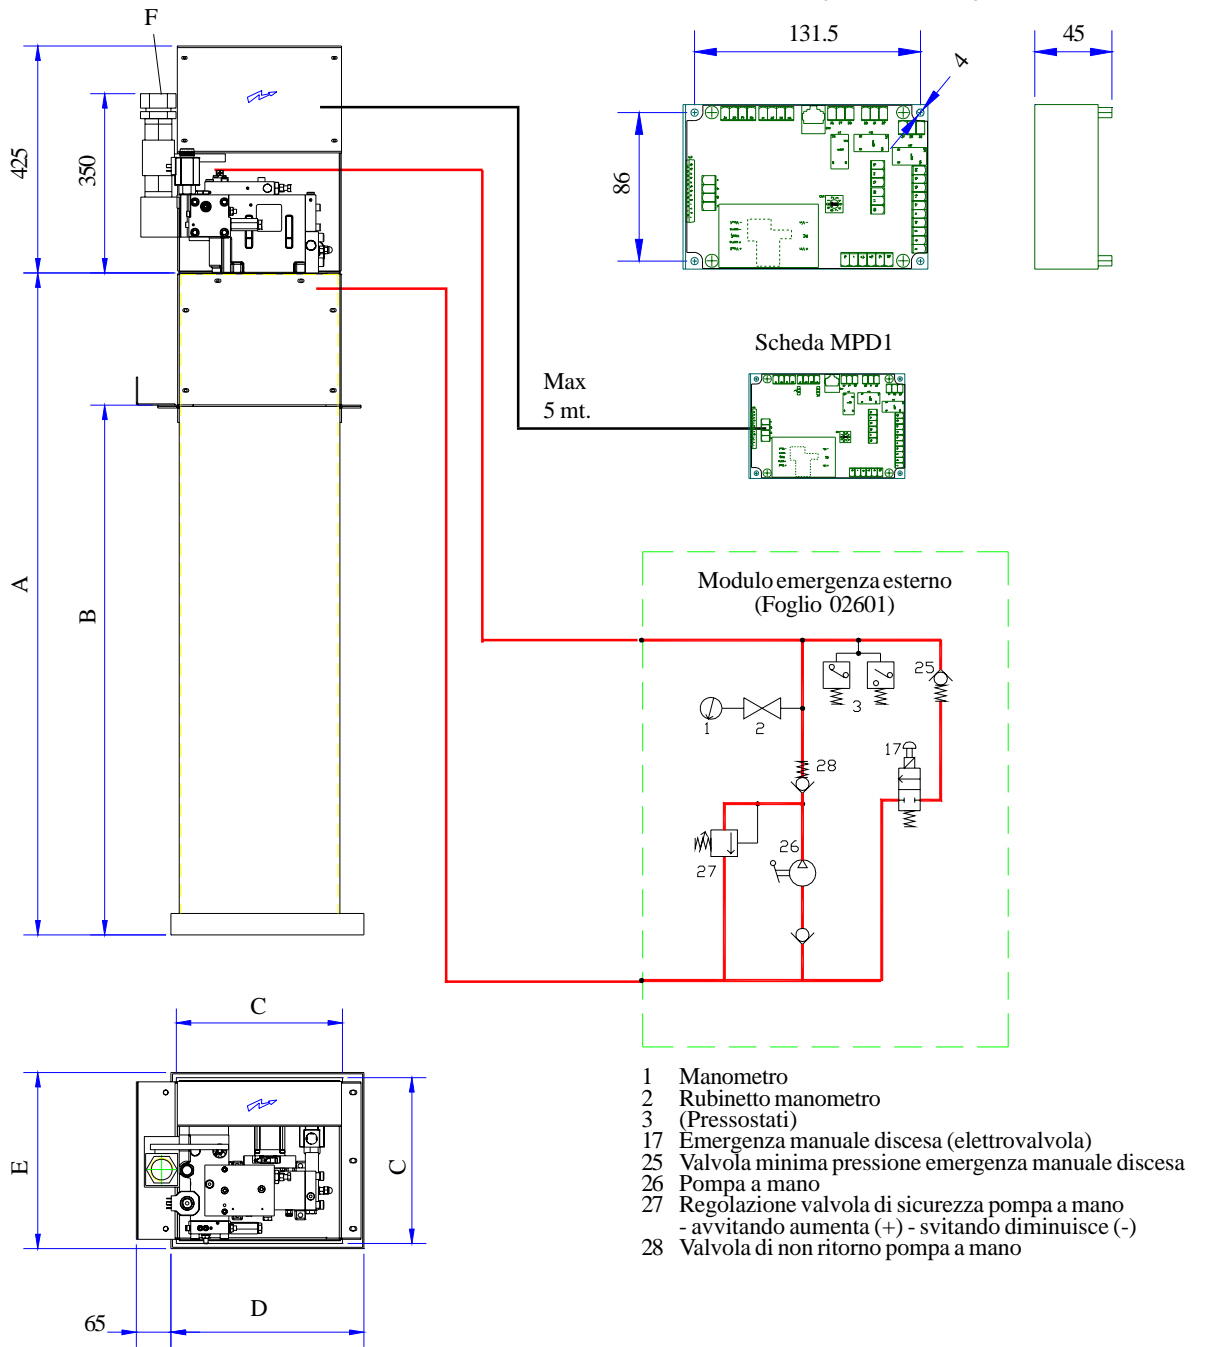 F
131.5
45
4
425
350
86
Scheda MPD1
Max
5 mt.
A
B
Modulo emergenza esterno
(Foglio 02601)
25
3
1
2
17
28
26
27
C
E
C
D
65
1 Manometro
2 Rubinetto manometro
3 (Pressostati)
17 Emergenza manuale discesa (elettrovalvola)
25 Valvola minima pressione emergenza manuale discesa
26 Pompa a mano
27 Regolazione valvola di sicurezza pompa a mano
- avvitando aumenta (+) - svitando diminuisce (-)
28 Valvola di non ritorno pompa a mano